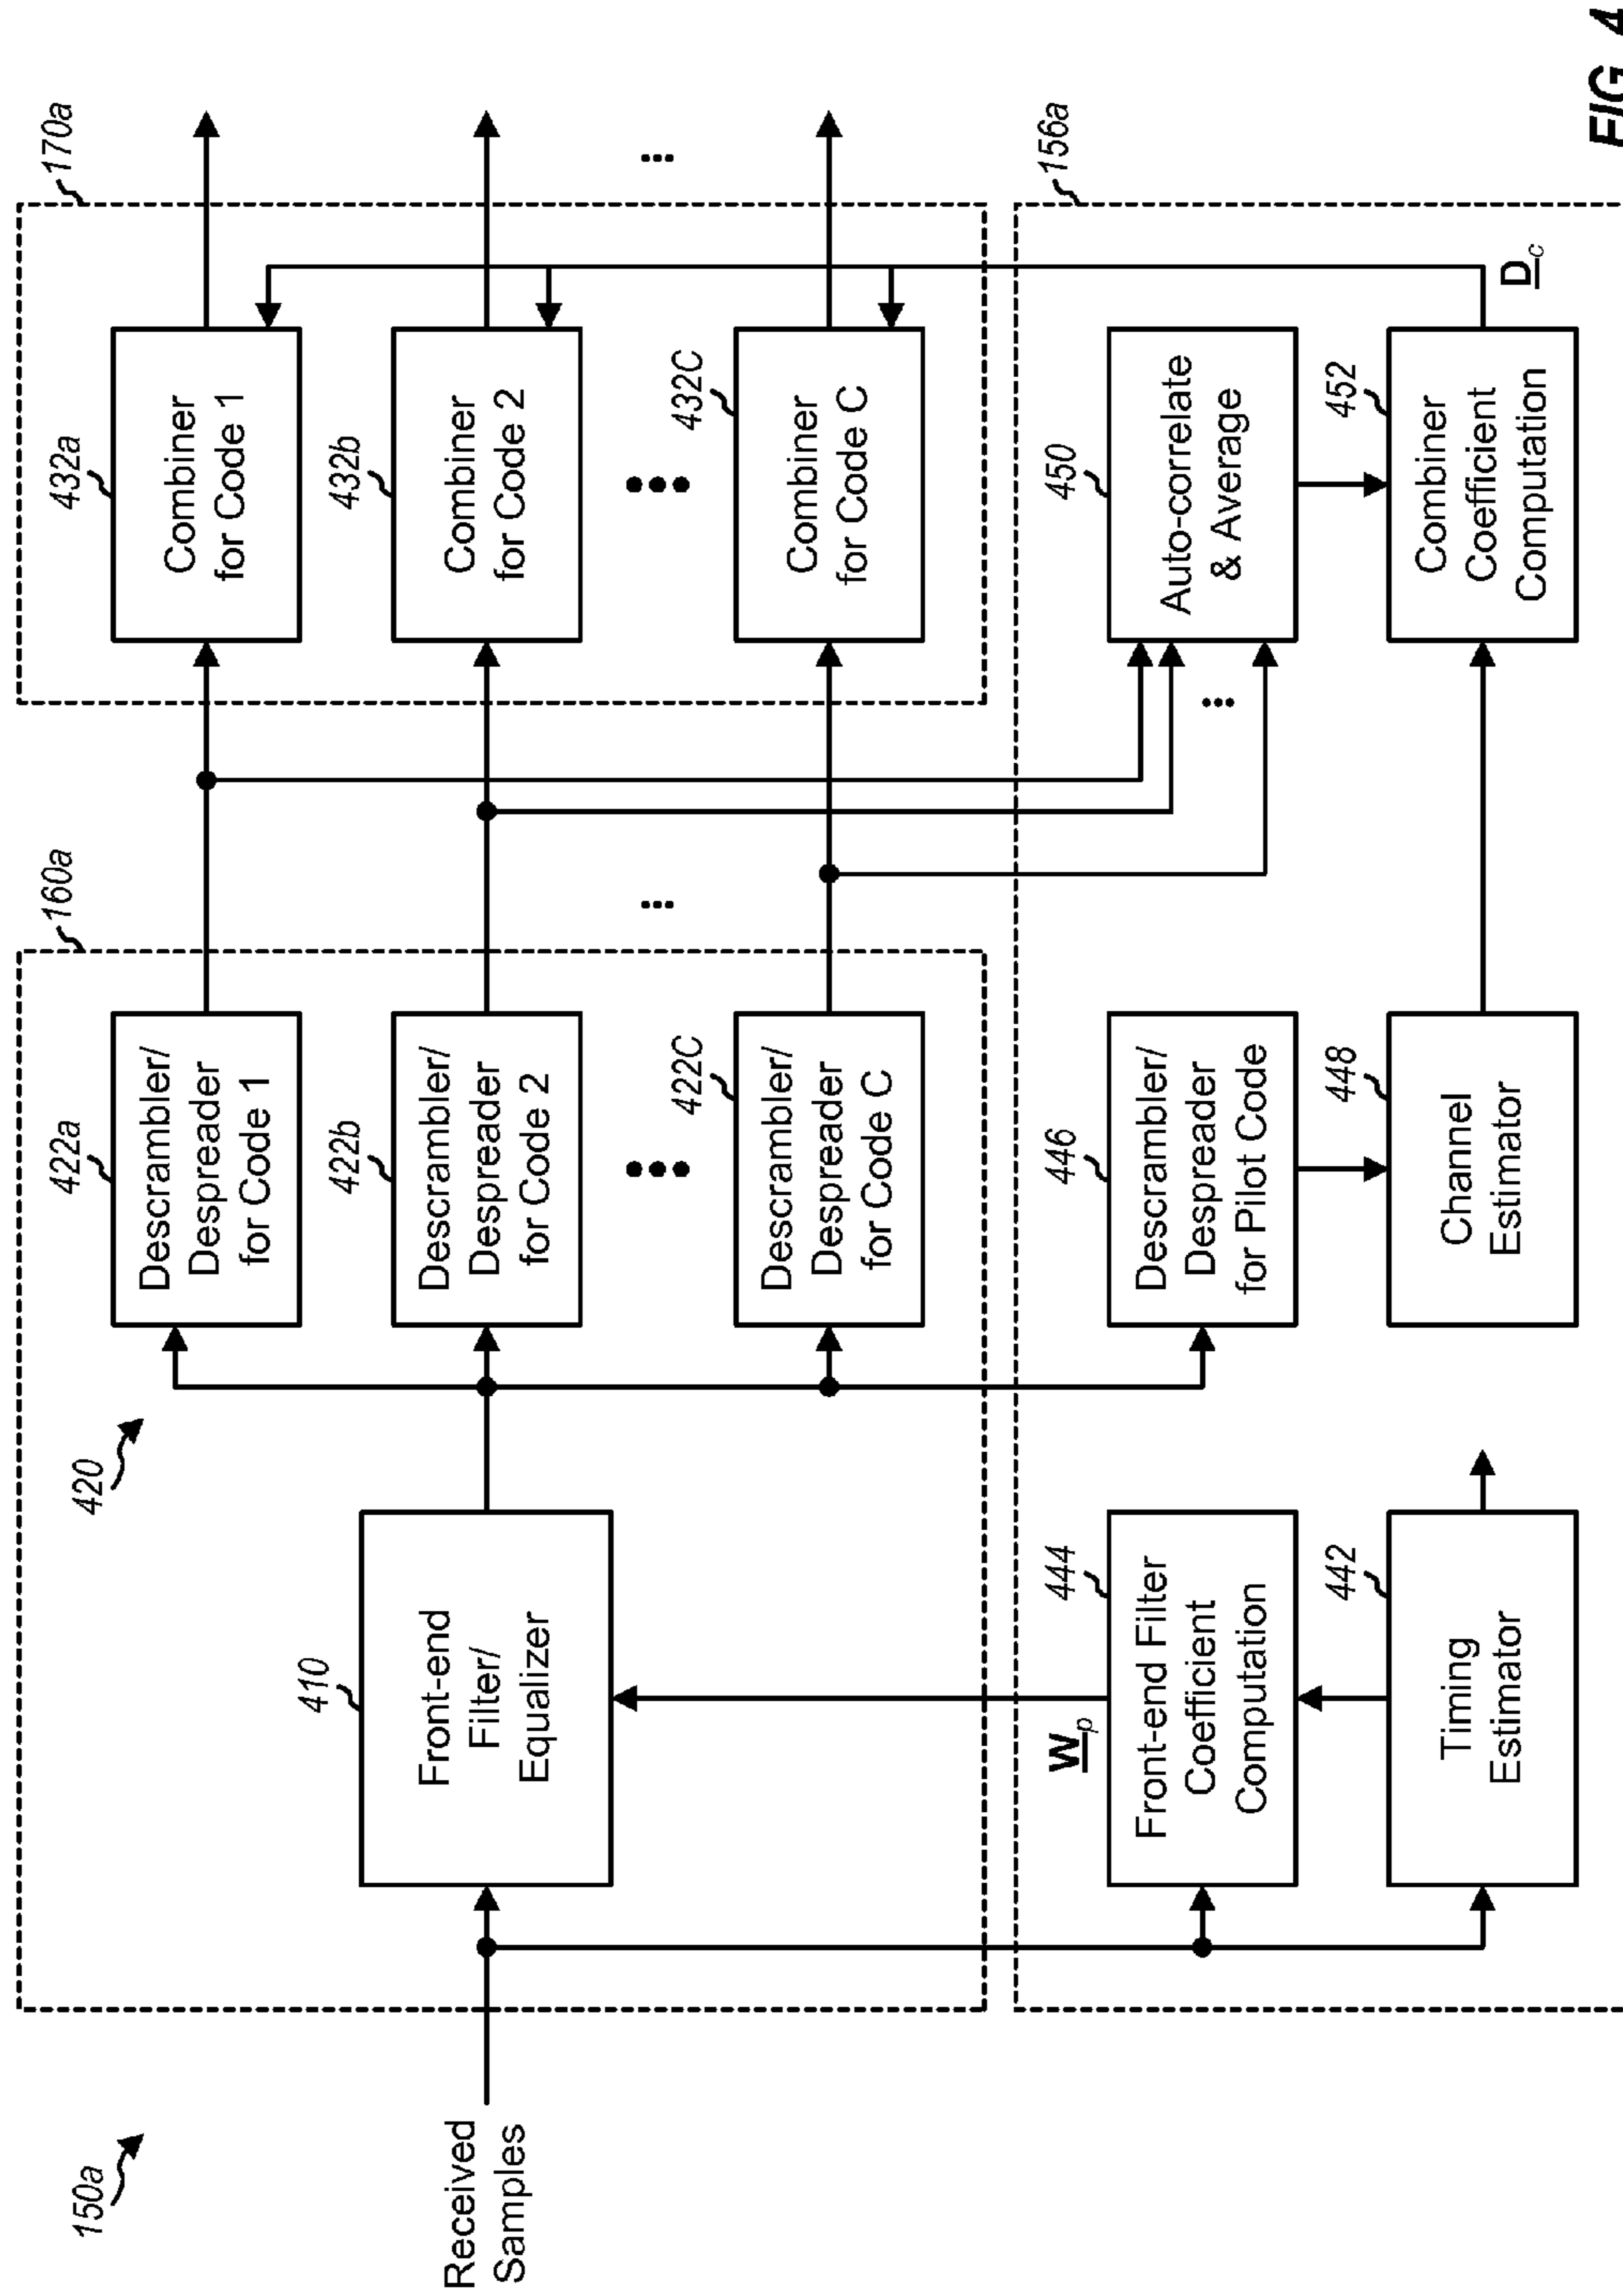 150a
Received
Samples
160a
420
410
Front-end
Filter/
Equalizer
422a
Descrambler/
Despreader
for Code 1
422b
Descrambler/
Despreader
for Code 2
•••
422C
Descrambler/
Despreader
for Code C
...
170a
432a
Combiner
for Code 1
432b
Combiner
for Code 2
•••
432C
Combiner
for Code C
...
156a
W_p
444
Front-end Filter
Coefficient
Computation
442
Timing
Estimator
446
Descrambler/
Despreader
for Pilot Code
448
Channel
Estimator
...
450
Auto-correlate
& Average
452
Combiner
Coefficient
Computation
D_c
FIG. 4